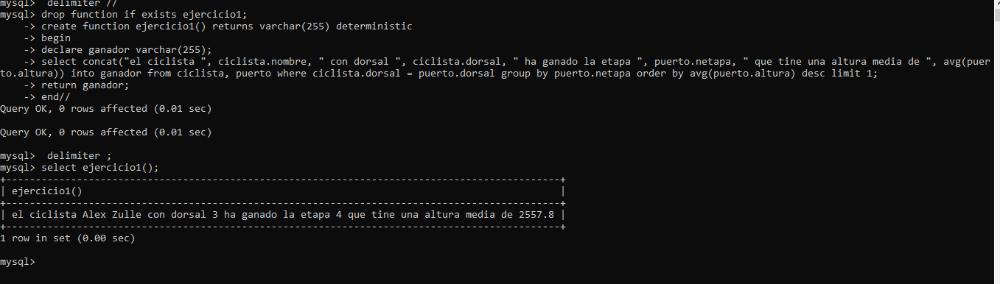 mysql>  delimiter //
mysql> drop function if exists ejercicio1;
    -> create function ejercicio1() returns varchar(255) deterministic
    -> begin
    -> declare ganador varchar(255);
    -> select concat("el ciclista ", ciclista.nombre, " con dorsal ", ciclista.dorsal, " ha ganado la etapa ", puerto.netapa, " que tine una altura media de ", avg(puer
to.altura)) into ganador from ciclista, puerto where ciclista.dorsal = puerto.dorsal group by puerto.netapa order by avg(puerto.altura) desc limit 1;
    -> return ganador;
    -> end//
Query OK, 0 rows affected (0.01 sec)

Query OK, 0 rows affected (0.01 sec)

mysql>  delimiter ;
mysql> select ejercicio1();
+----------------------------------------------------------------------------------------------+
| ejercicio1()                                                                                 |
+----------------------------------------------------------------------------------------------+
| el ciclista Alex Zulle con dorsal 3 ha ganado la etapa 4 que tine una altura media de 2557.8 |
+----------------------------------------------------------------------------------------------+
1 row in set (0.00 sec)

mysql>